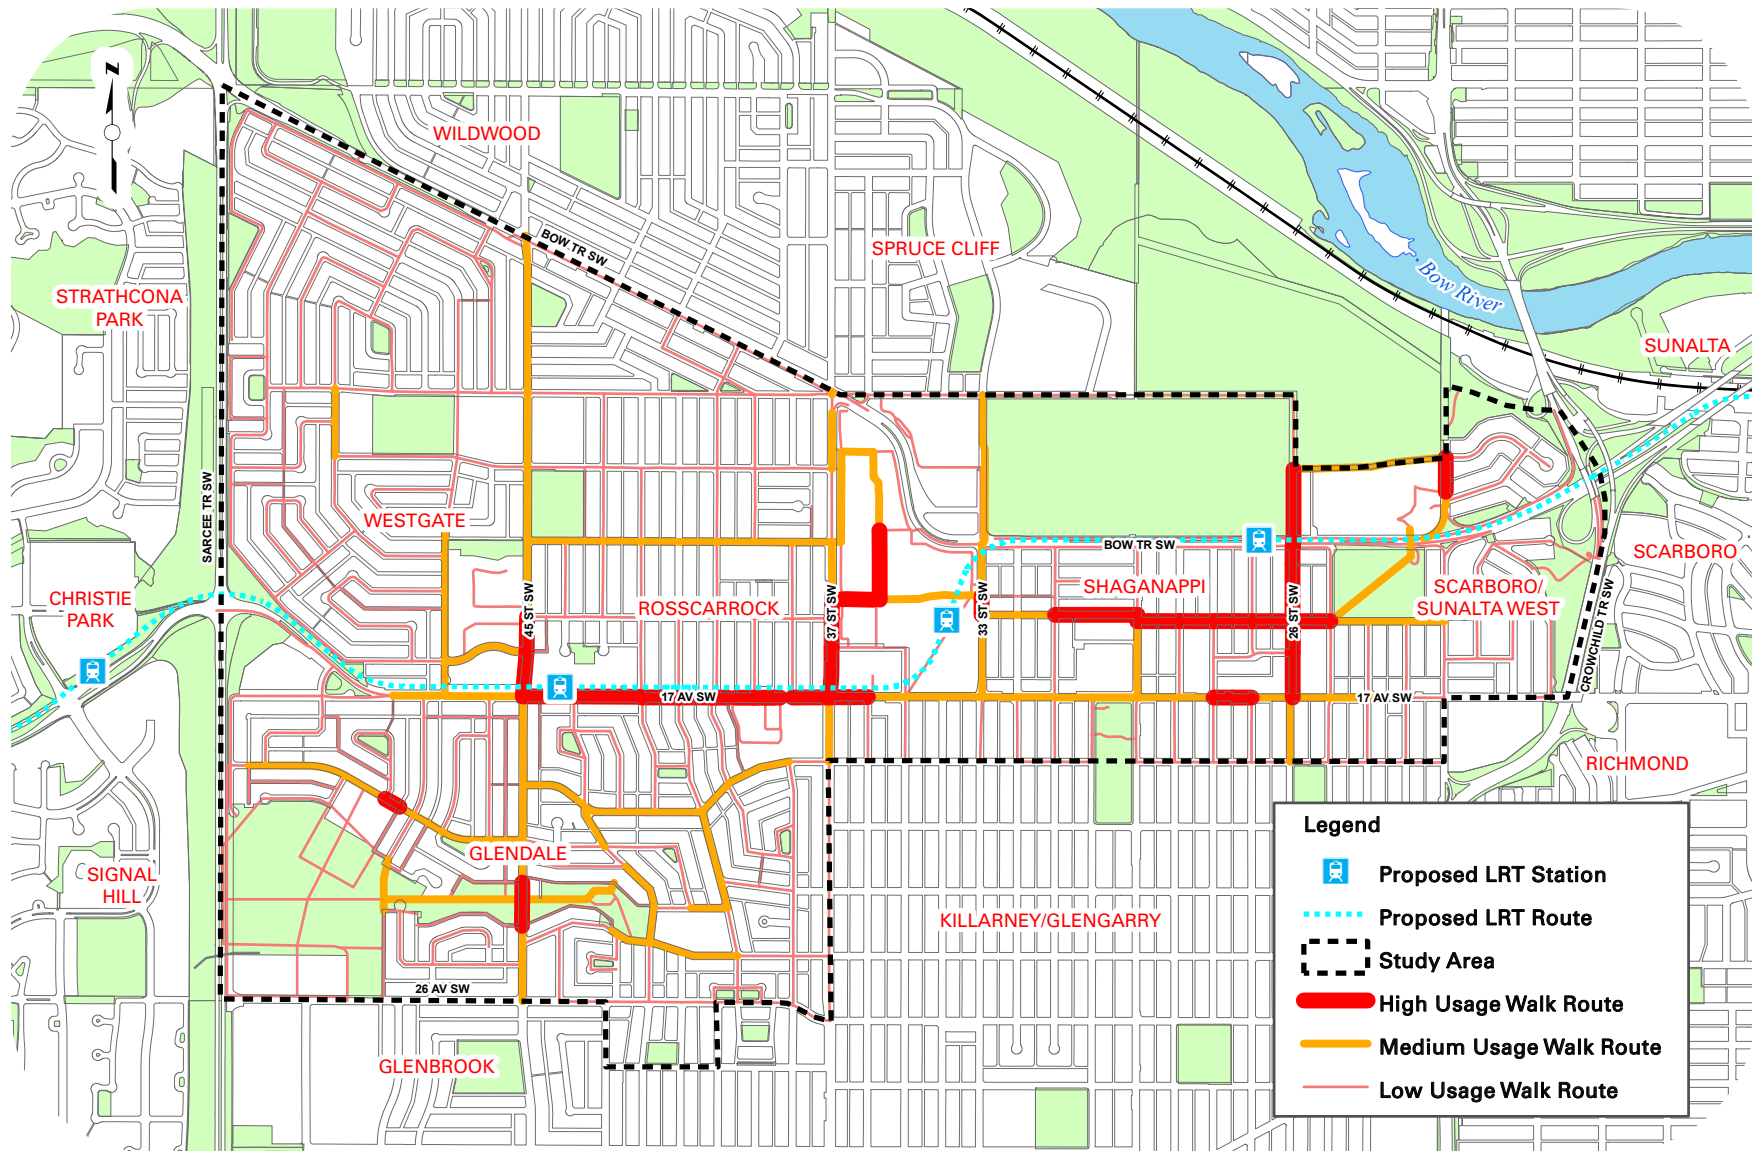 N
WILDWOOD
BOW TR SW
SPRUCE CLIFF
Bow River
STRATHCONA
PARK
SUNALTA
SARCEE TR SW
WESTGATE
BOW TR SW
SCARBORO
CHRISTIE
PARK
45 ST SW
ROSSCARROCK
37 ST SW
33 ST SW
SHAGANAPPI
26 ST SW
SCARBORO/
SUNALTA WEST
CROWCHILD TR SW
17 AV SW
17 AV SW
RICHMOND
GLENDALE
SIGNAL
HILL
KILLARNEY/GLENGARRY
26 AV SW
GLENBROOK
Legend
Proposed LRT Station
Proposed LRT Route
Study Area
High Usage Walk Route
Medium Usage Walk Route
Low Usage Walk Route